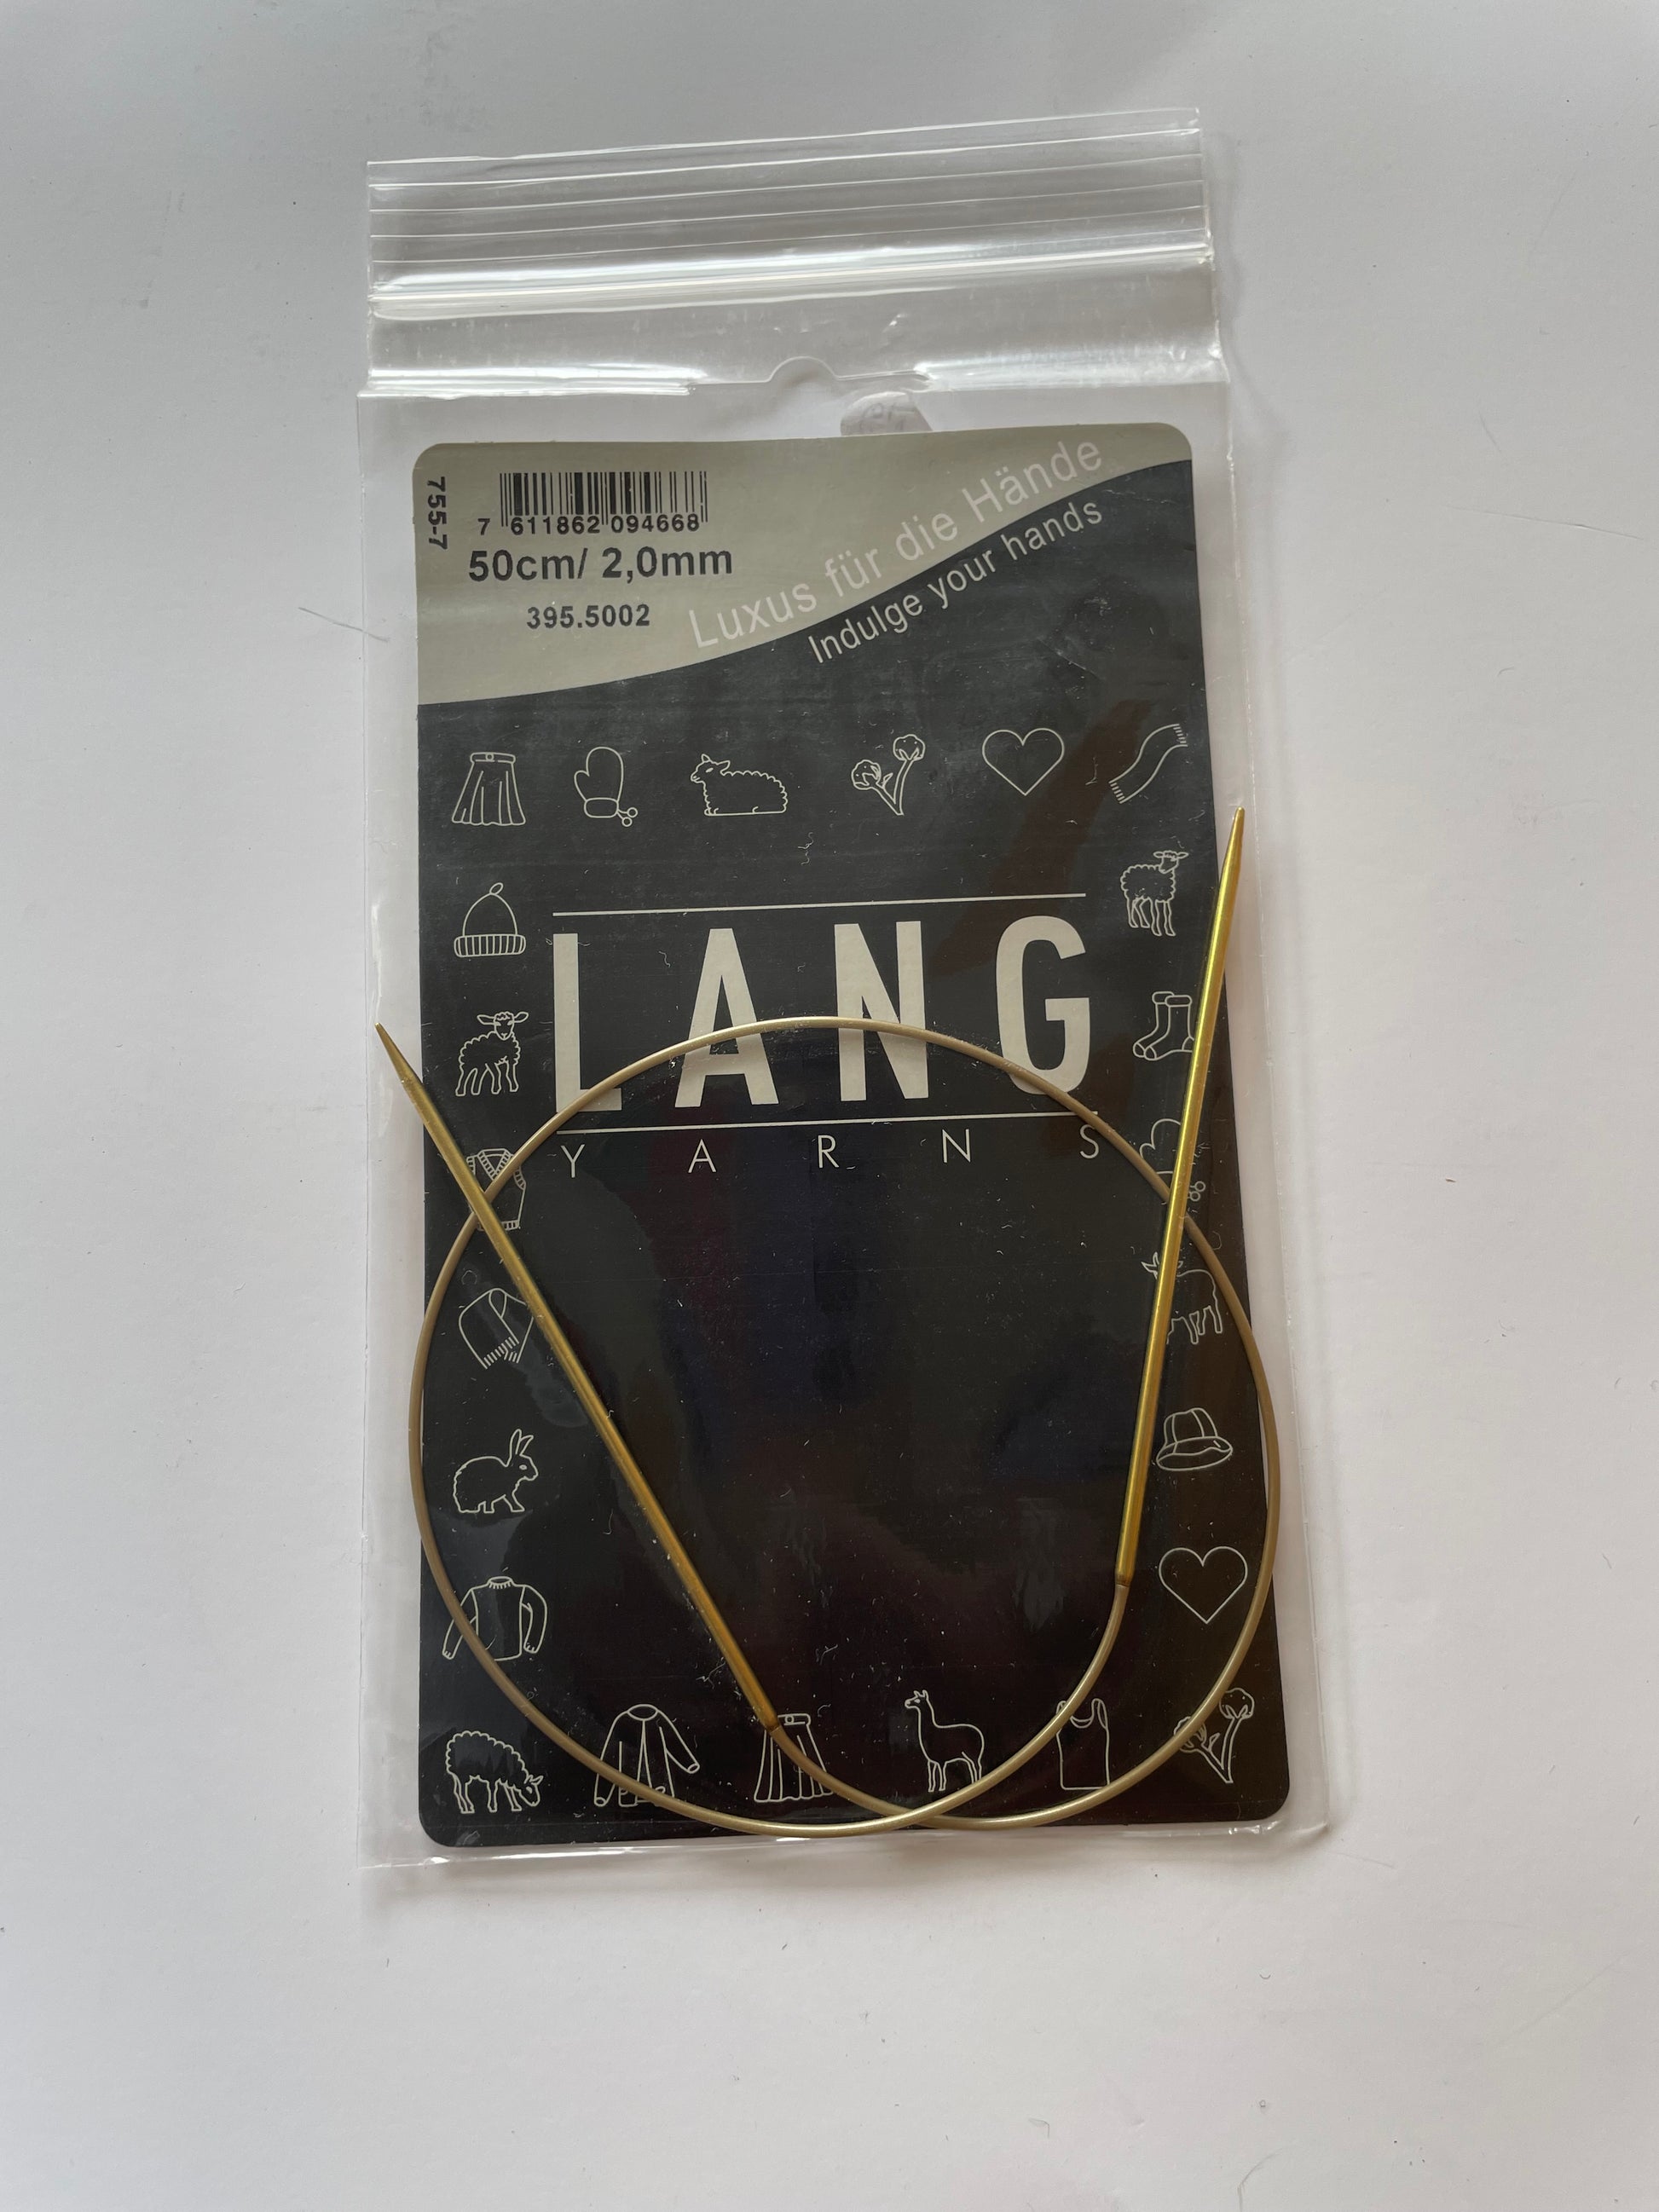 755-7
7 611862 094668
50cm/ 2,0mm
395.5002
Luxus für die Hände
Indulge your hands
LANG
YARNS